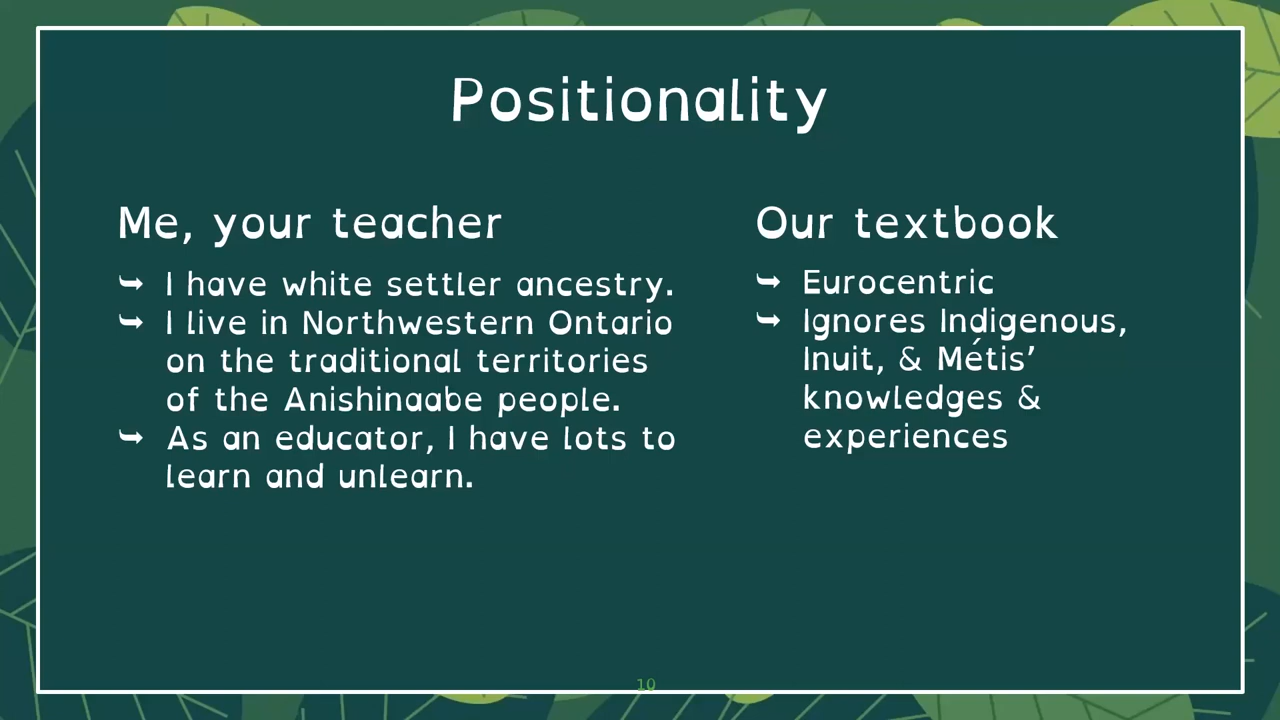 Positionality
Me, your teacher
⮩ I have white settler ancestry.
⮩ I live in Northwestern Ontario
on the traditional territories
of the Anishinaabe people.
⮩ As an educator, I have lots to
learn and unlearn.
Our textbook
⮩ Eurocentric
⮩ Ignores Indigenous,
Inuit, & Métis’
knowledges &
experiences
10